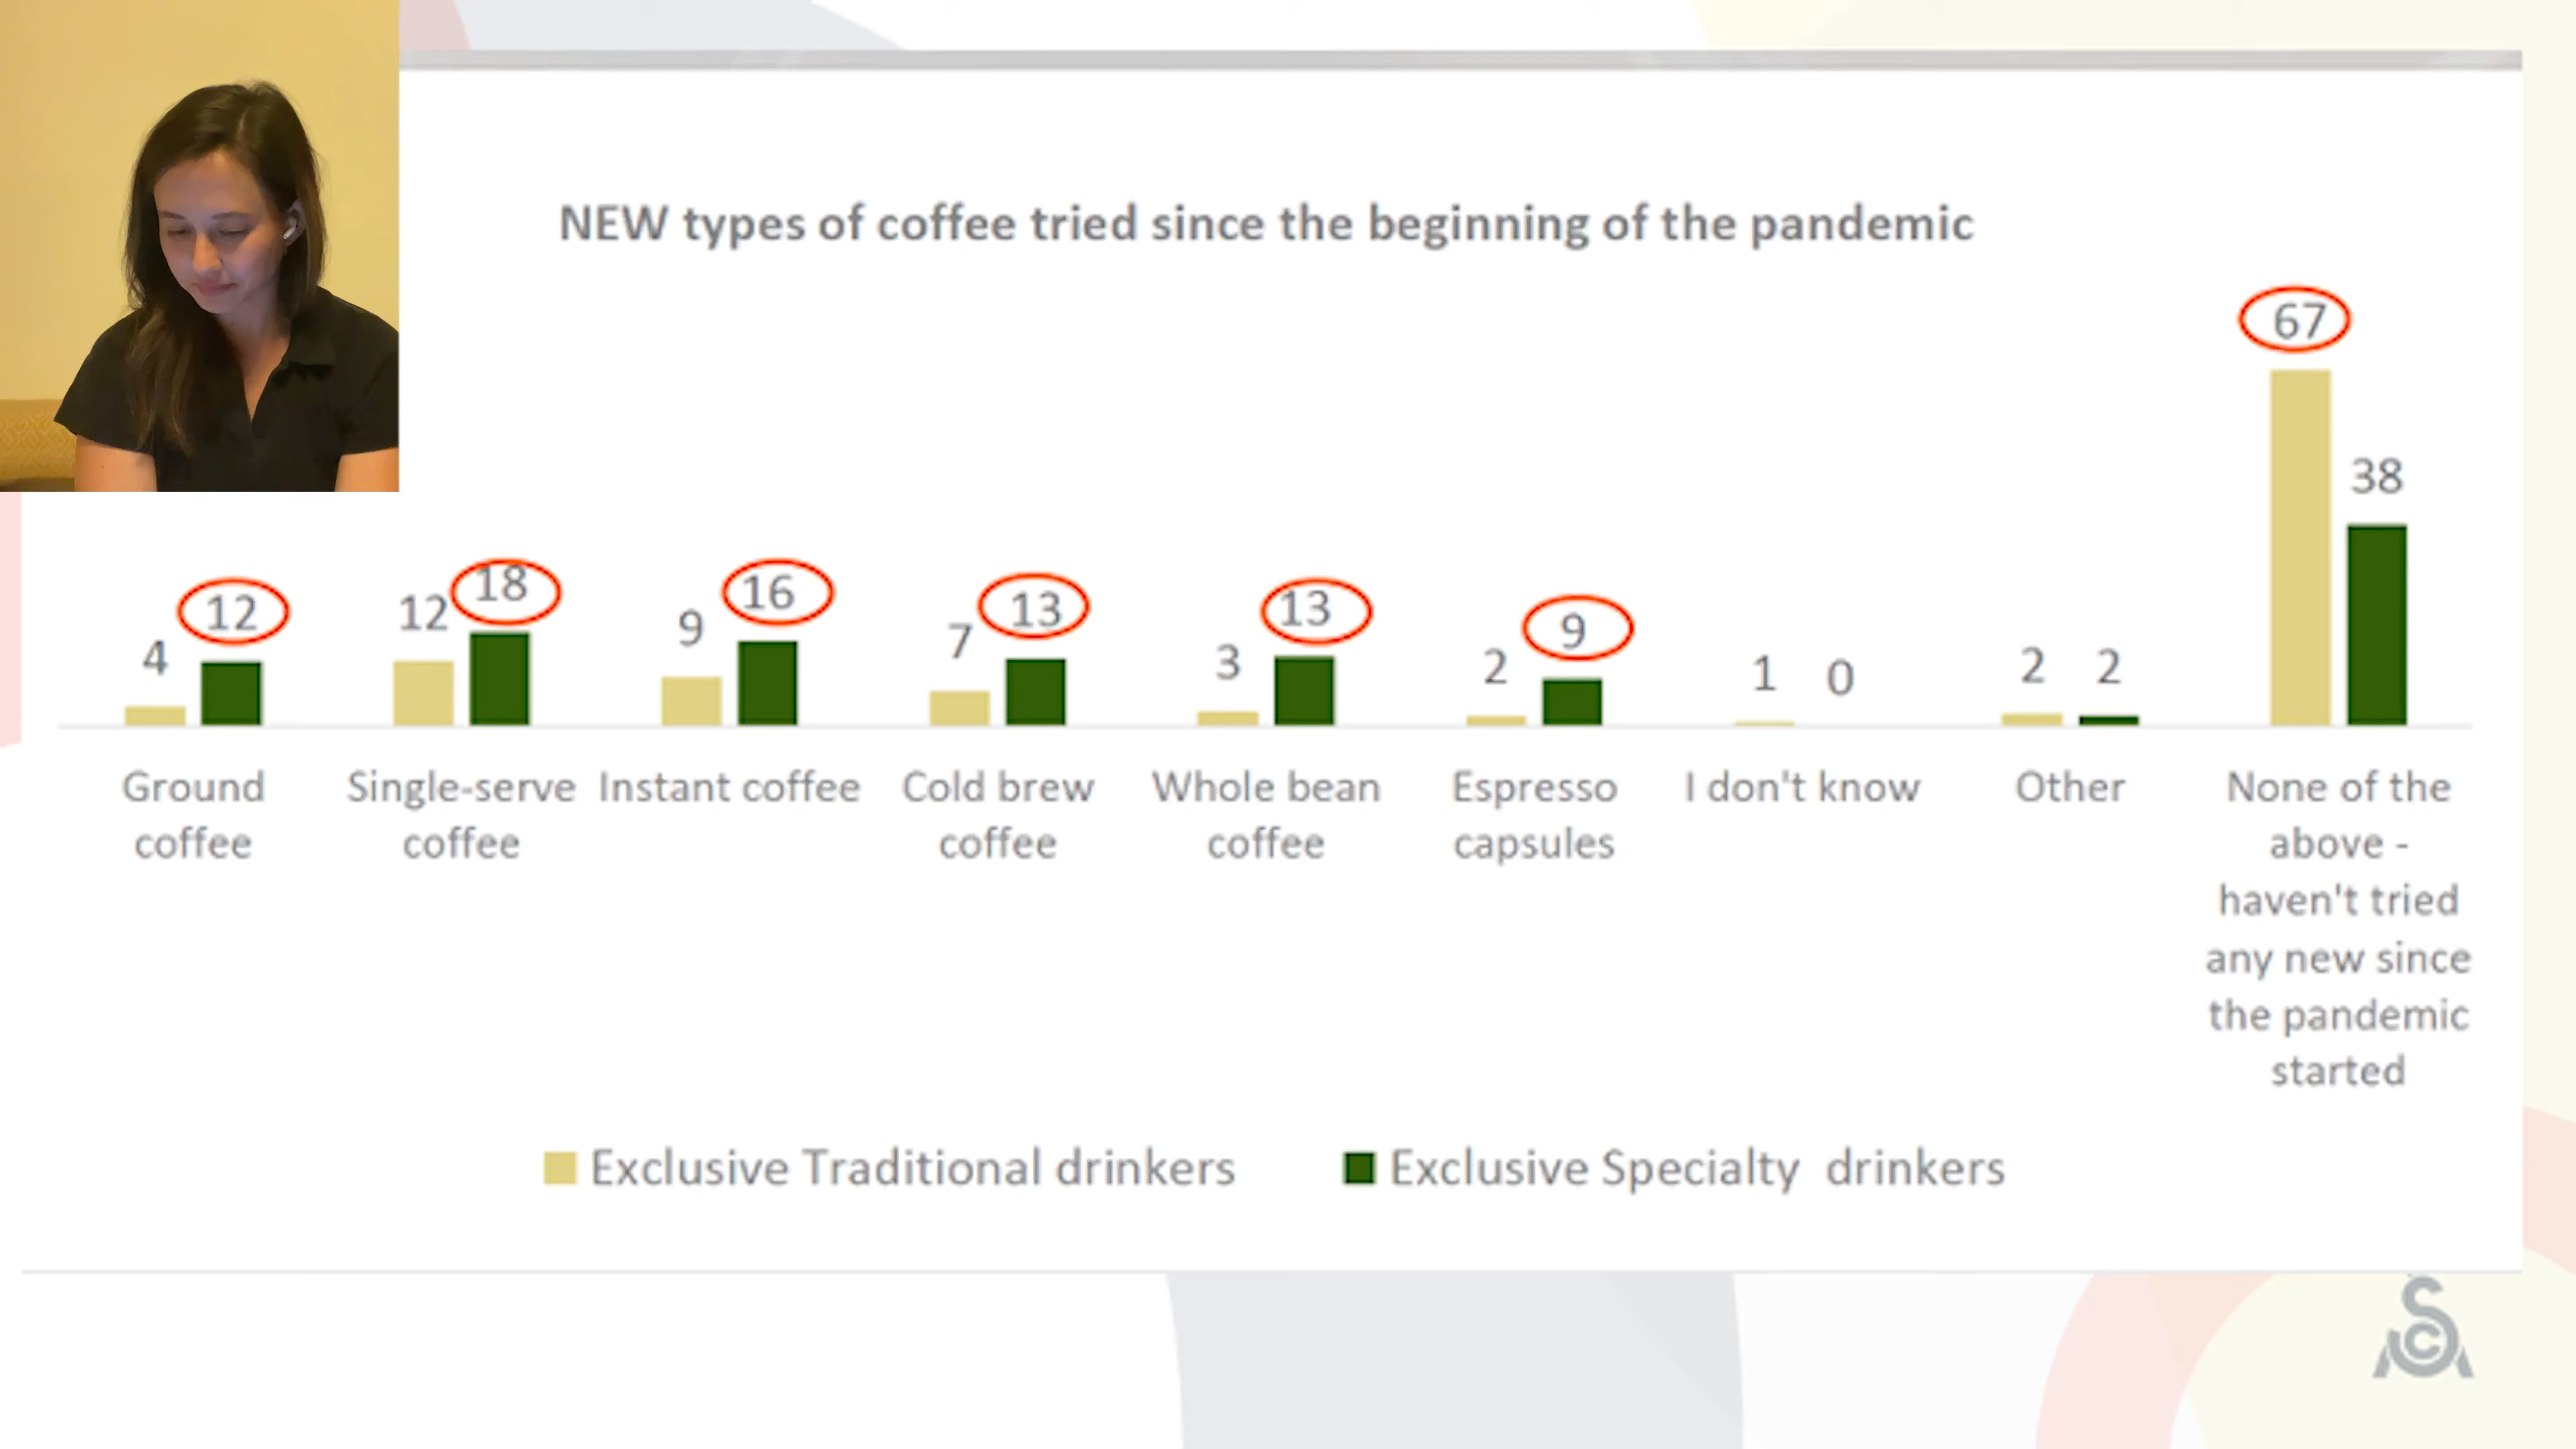 NEW types of coffee tried since the beginning of the pandemic
67
38
4
12
12
18
9
16
7
13
3
13
2
9
1
0
2
2
Ground
coffee
Single-serve
coffee
Instant coffee
Cold brew
coffee
Whole bean
coffee
Espresso
capsules
I don't know
Other
None of the
above -
haven't tried
any new since
the pandemic
started
Exclusive Traditional drinkers
Exclusive Specialty drinkers
SCA